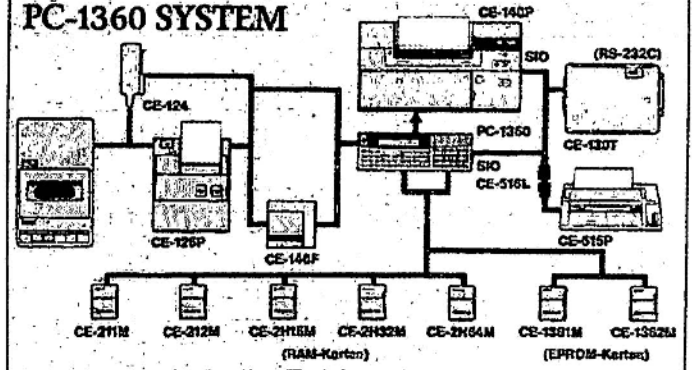 PC-1360 SYSTEM
CE-140P
SIO
(RS-232C)
CE-124
PC-1360
CE-130T
SIO
CE-516L
CE-126P
CE-140F
CE-515P
CE-211M CE-212M CE-2H16M CE-2H32M CE-2H64M CE-1361M CE-1362M
(RAM-Karten) (EPROM-Karten)